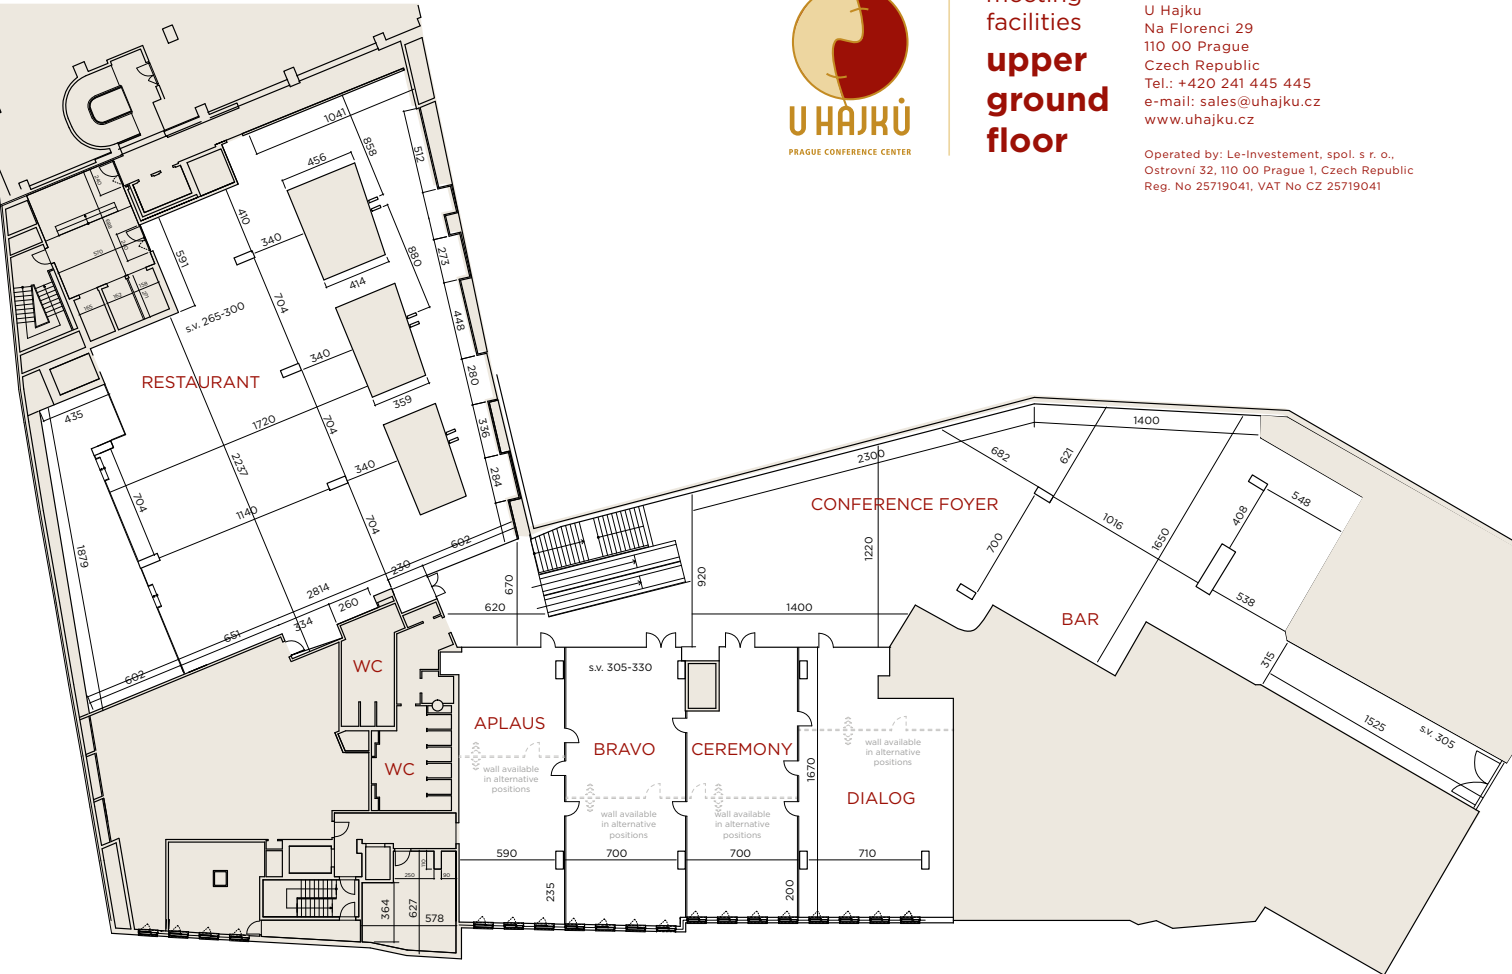 meeting
facilities
upper
ground
floor
U HÁJKŮ
PRAGUE CONFERENCE CENTER
U Hajku
Na Florenci 29
110 00 Prague
Czech Republic
Tel.: +420 241 445 445
e-mail: sales@uhajku.cz
www.uhajku.cz
Operated by: Le-Investement, spol. s r. o.,
Ostrovní 32, 110 00 Prague 1, Czech Republic
Reg. No 25719041, VAT No CZ 25719041
1041
858
512
456
410
340
591
880
273
414
704
s.v. 265-300
448
340
280
RESTAURANT
359
435
1720
704
336
2237
340
284
704
1140
704
602
1879
230
2814
260
334
651
602
670
620
920
2300
CONFERENCE FOYER
1220
1400
1400
682
621
700
1016
1650
408
548
538
BAR
315
1525
s.v. 305
WC
WC
s.v. 305-330
APLAUS
BRAVO
CEREMONY
DIALOG
wall available
in alternative
positions
wall available
in alternative
positions
wall available
in alternative
positions
wall available
in alternative
positions
1670
590
700
700
710
235
200
250
110
90
364
627
578